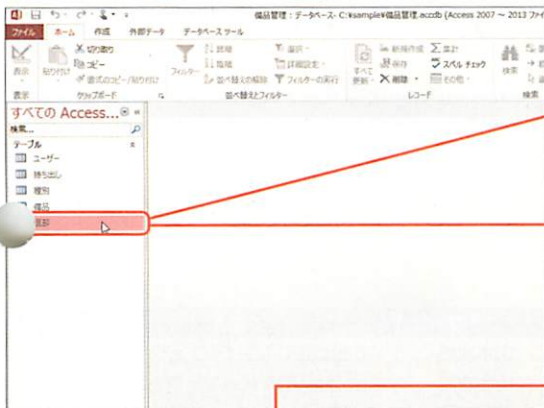 備品管理 : データベース- C:¥sample¥備品管理.accdb (Access 2007 ~ 2013 ファイ
ファイル ホーム 作成 外部データ データベース ツール
表示
貼り付け
切り取り
コピー
書式のコピー/貼り付け
フィルター
昇順
降順
並べ替えの解除
選択
詳細設定
フィルターの実行
すべて
更新
新規作成
保存
削除
集計
スペル チェック
その他
検索
表示 クリップボード 並べ替えとフィルター レコード 検索
すべての Access...
検索...
テーブル
ユーザー
持ち出し
種別
備品